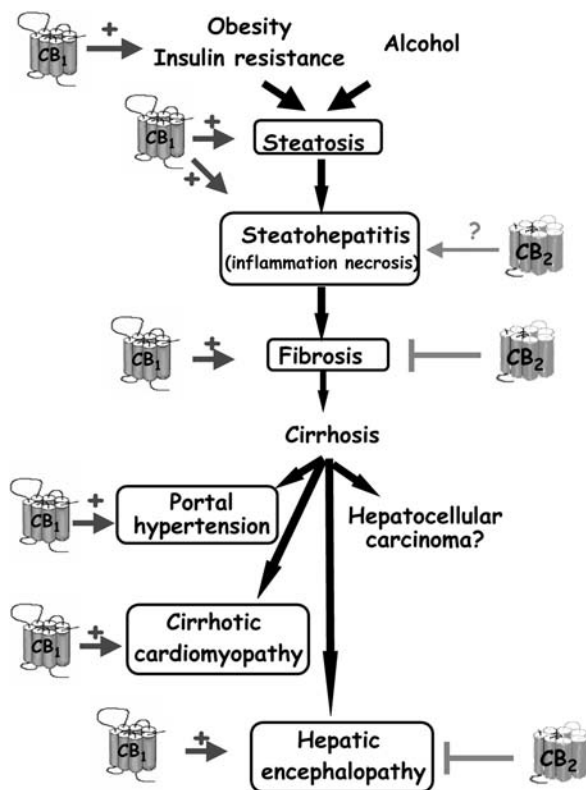 CB1
+
Obesity
Insulin resistance
Alcohol
CB1
+
+
Steatosis
Steatohepatitis
(inflammation necrosis)
?
CB2
CB1
+
Fibrosis
CB2
Cirrhosis
CB1
+
Portal
hypertension
Hepatocellular
carcinoma?
CB1
+
Cirrhotic
cardiomyopathy
CB1
+
Hepatic
encephalopathy
CB2